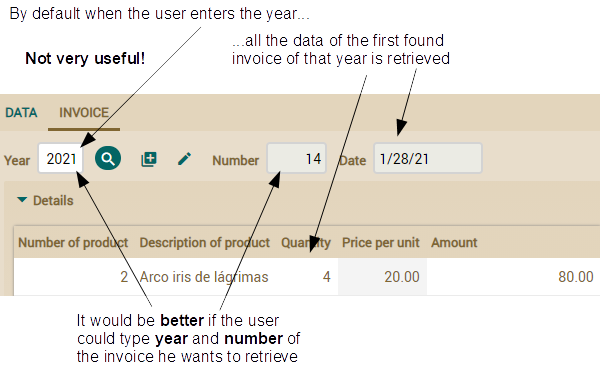 By default when the user enters the year...
...all the data of the first found
Not very useful!
invoice of that year is retrieved
DATA INVOICE
Year 2021 Number 14 Date 1/28/21
Details
Number of product Description of product Quantity Price per unit Amount
2 Arco iris de lágrimas 4 20.00 80.00
It would be better if the user
could type year and number of
the invoice he wants to retrieve